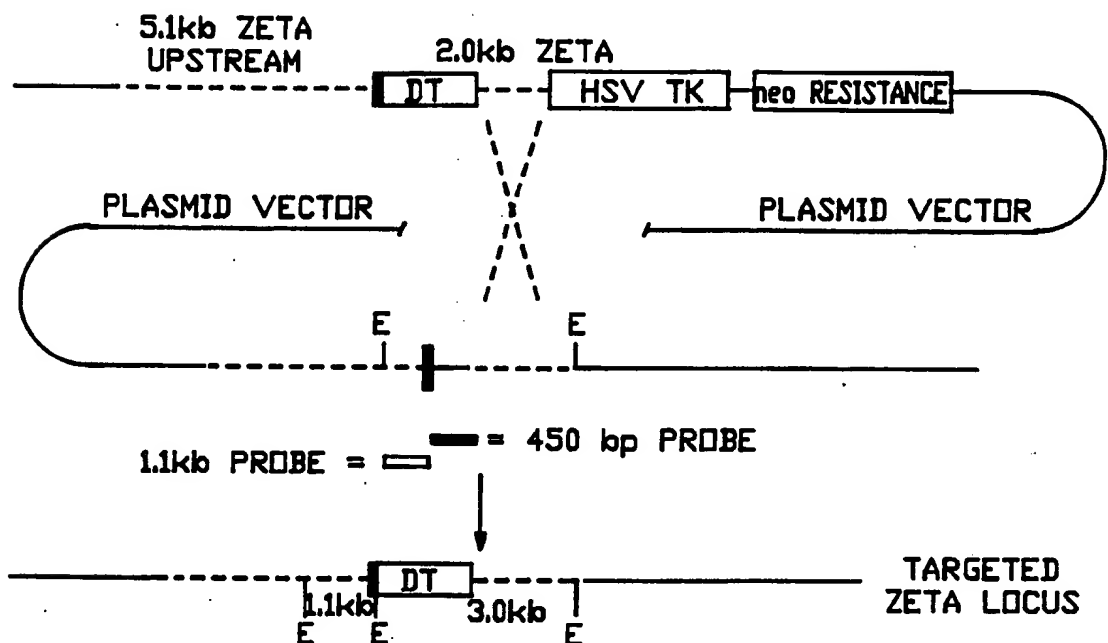 5.1kb ZETA
UPSTREAM
2.0kb ZETA
DT
HSV TK
neo RESISTANCE
PLASMID VECTOR
PLASMID VECTOR
E
E
= 450 bp PROBE
1.1kb PROBE =
DT
1.1kb
3.0kb
E
E
E
TARGETED
ZETA LOCUS